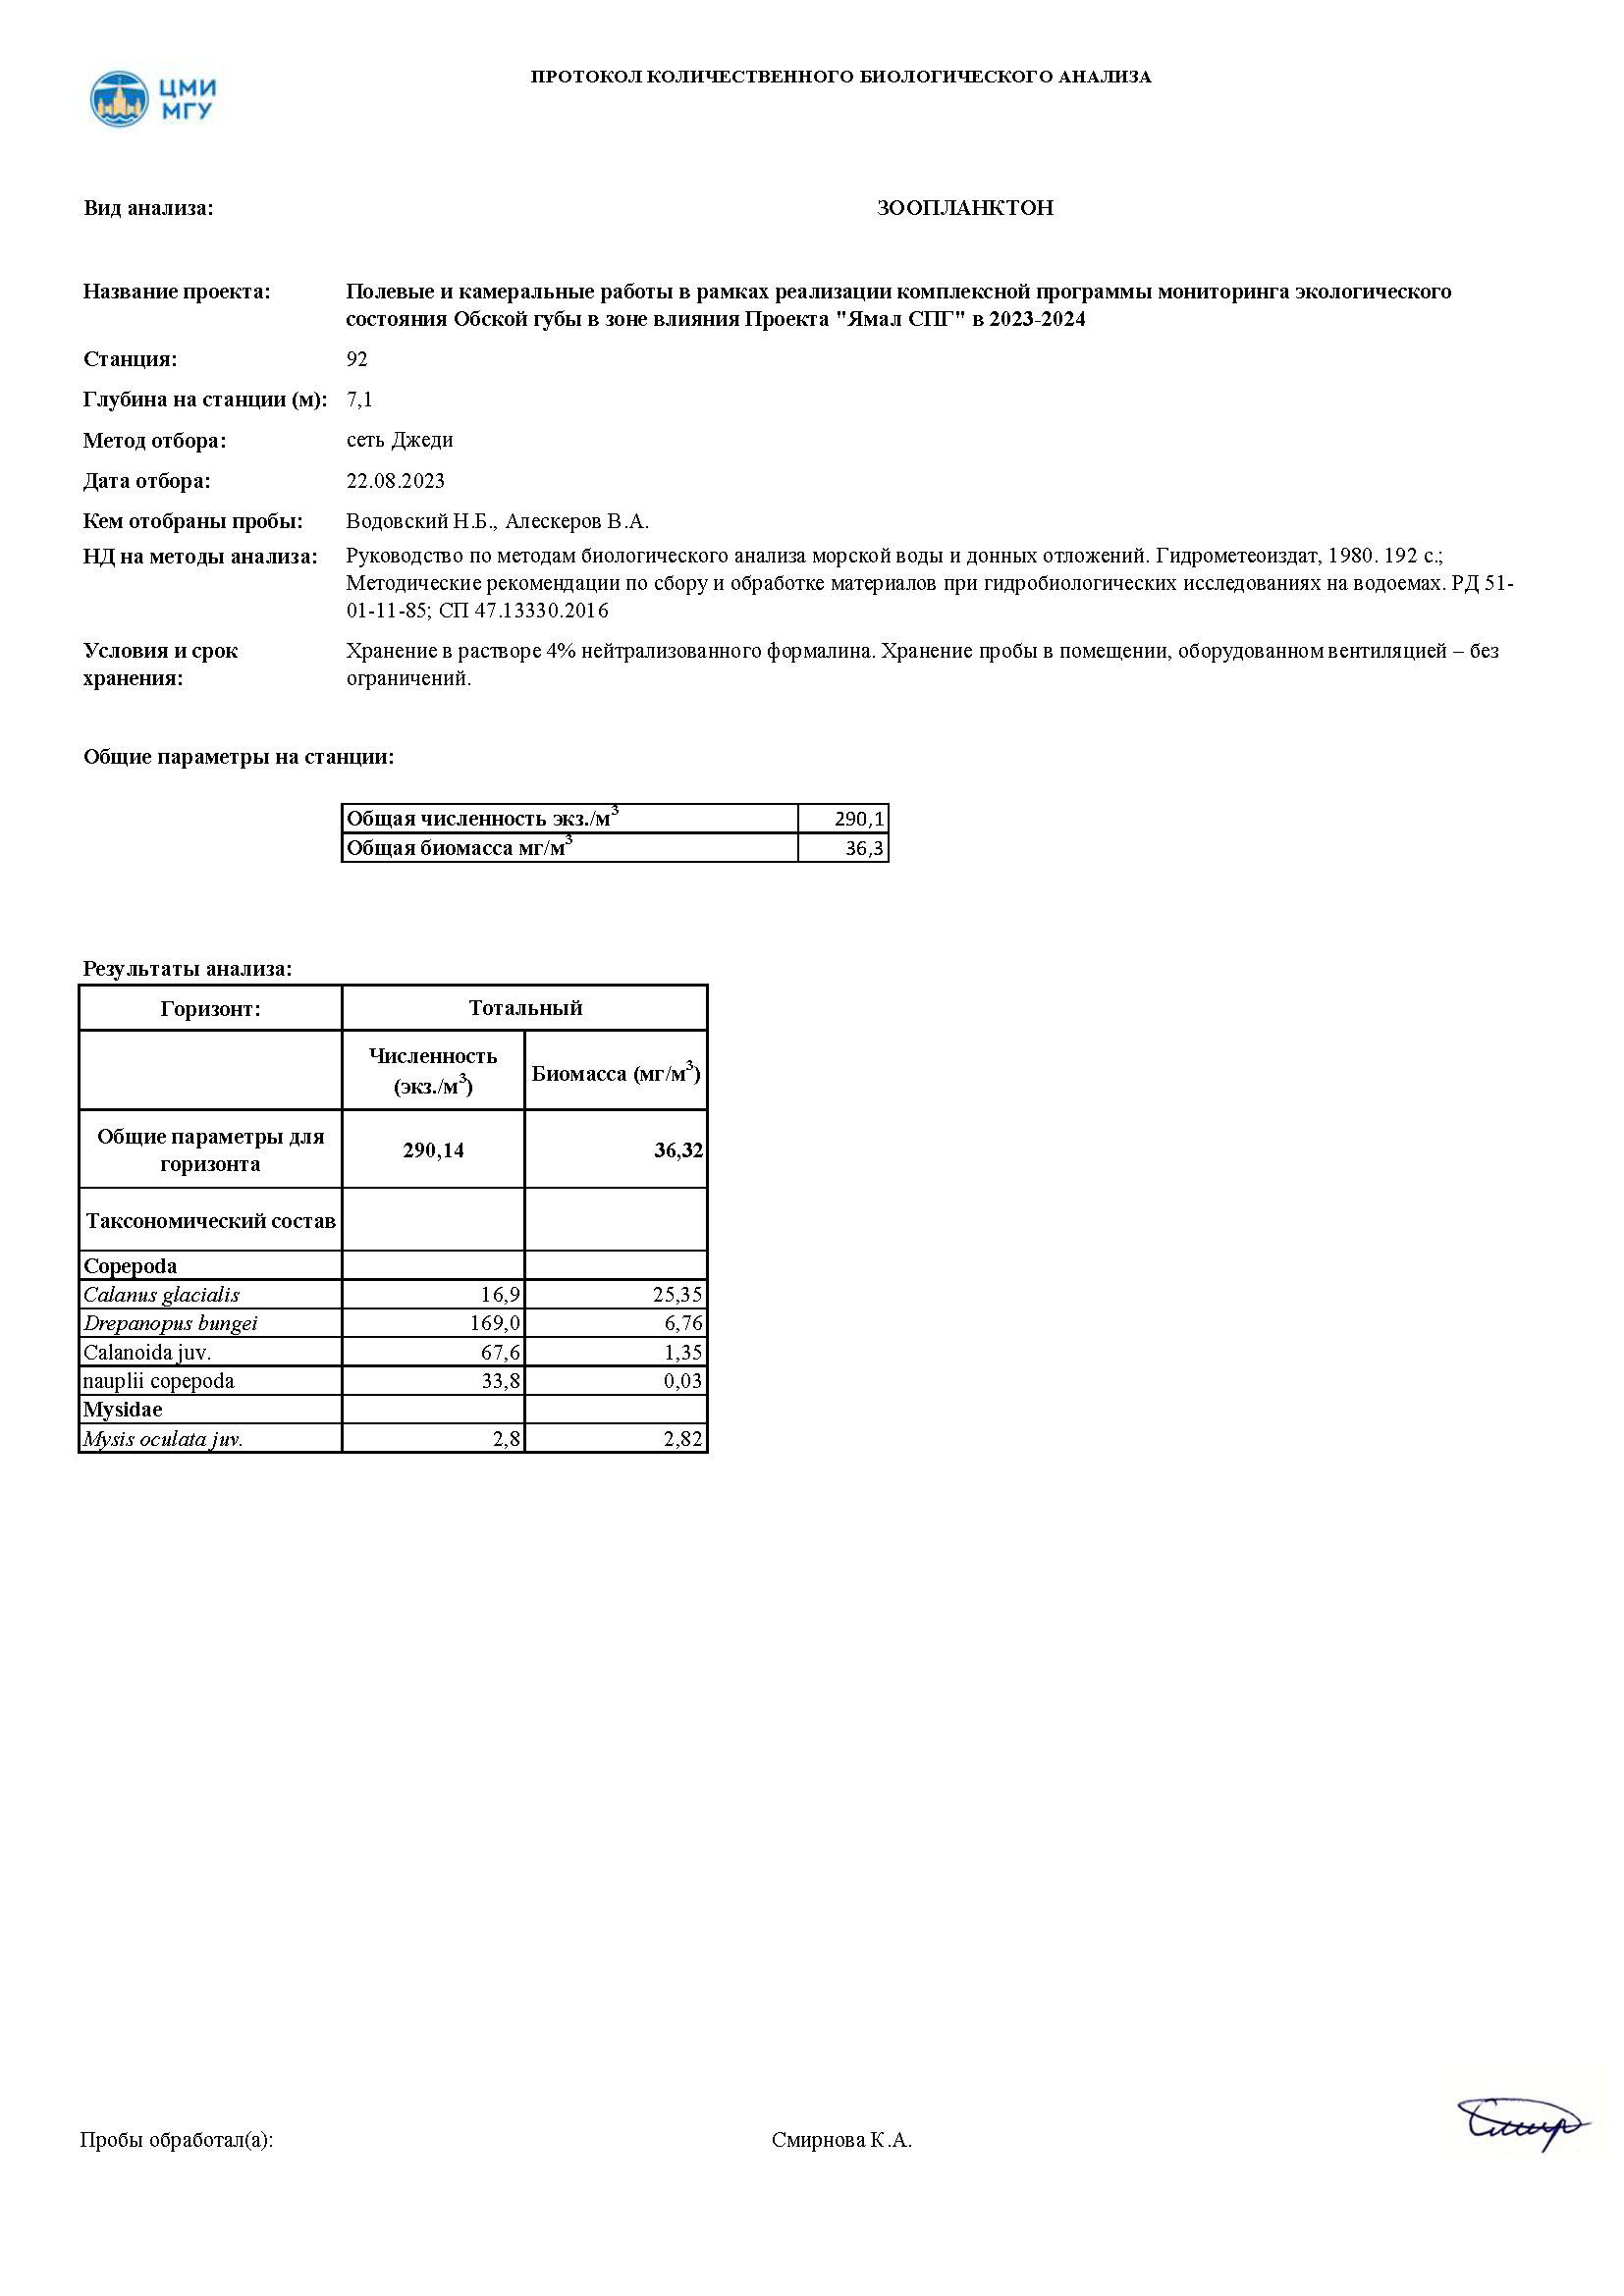 ЦМИ
МГУ
ПРОТОКОЛ КОЛИЧЕСТВЕННОГО БИОЛОГИЧЕСКОГО АНАЛИЗА
Вид анализа: ЗООПЛАНКТОН
Название проекта: Полевые и камеральные работы в рамках реализации комплексной программы мониторинга экологического
состояния Обской губы в зоне влияния Проекта "Ямал СПГ" в 2023-2024
Станция: 92
Глубина на станции (м): 7,1
Метод отбора: сеть Джеди
Дата отбора: 22.08.2023
Кем отобраны пробы: Водовский Н.Б., Алескеров В.А.
НД на методы анализа: Руководство по методам биологического анализа морской воды и донных отложений. Гидрометеоиздат, 1980. 192 с.;
Методические рекомендации по сбору и обработке материалов при гидробиологических исследованиях на водоемах. РД 51-
01-11-85; СП 47.13330.2016
Условия и срок Хранение в растворе 4% нейтрализованного формалина. Хранение пробы в помещении, оборудованном вентиляцией – без
хранения: ограничений.
Общие параметры на станции:
Общая численность экз./м³ 290,1
Общая биомасса мг/м³ 36,3
Результаты анализа:
Горизонт: Тотальный
Численность
(экз./м³) Биомасса (мг/м³)
Общие параметры для
горизонта 290,14 36,32
Таксономический состав
Copepoda
Calanus glacialis 16,9 25,35
Drepanopus bungei 169,0 6,76
Calanoida juv. 67,6 1,35
nauplii copepoda 33,8 0,03
Mysidae
Mysis oculata juv. 2,8 2,82
Пробы обработал(а): Смирнова К.А.